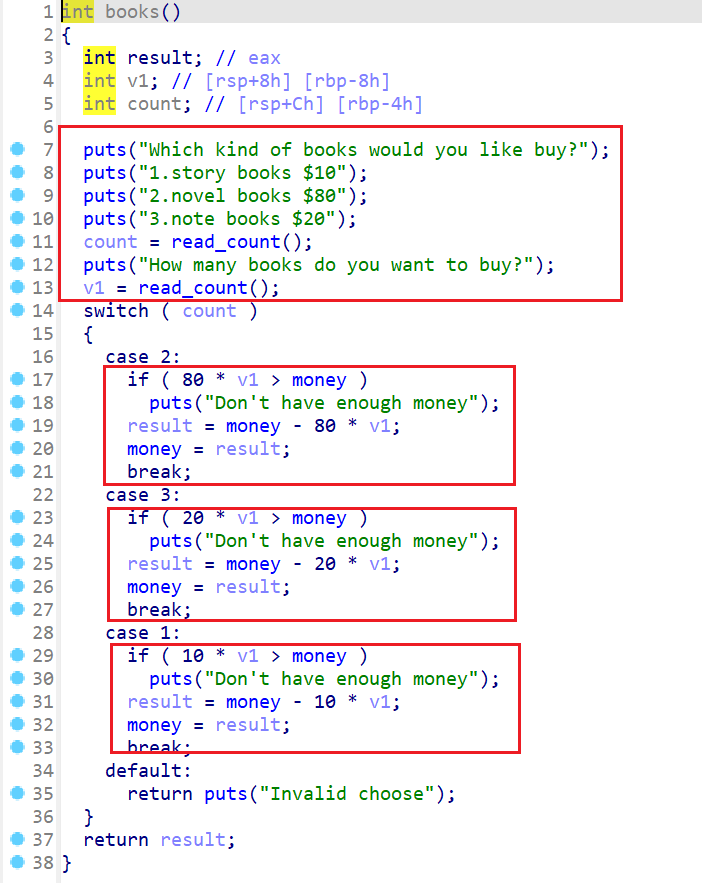 1 int books()
2 {
3 int result; // eax
4 int v1; // [rsp+8h] [rbp-8h]
5 int count; // [rsp+Ch] [rbp-4h]
6
7 puts("Which kind of books would you like buy?");
8 puts("1.story books $10");
9 puts("2.novel books $80");
10 puts("3.note books $20");
11 count = read_count();
12 puts("How many books do you want to buy?");
13 v1 = read_count();
14 switch ( count )
15 {
16 case 2:
17 if ( 80 * v1 > money )
18 puts("Don't have enough money");
19 result = money - 80 * v1;
20 money = result;
21 break;
22 case 3:
23 if ( 20 * v1 > money )
24 puts("Don't have enough money");
25 result = money - 20 * v1;
26 money = result;
27 break;
28 case 1:
29 if ( 10 * v1 > money )
30 puts("Don't have enough money");
31 result = money - 10 * v1;
32 money = result;
33 break;
34 default:
35 return puts("Invalid choose");
36 }
37 return result;
38 }